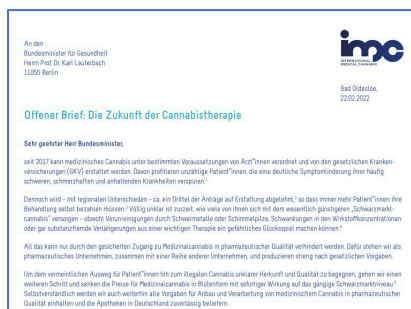 An den
Bundesminister für Gesundheit
Herrn Prof. Dr. Karl Lauterbach
11055 Berlin
imc
INTERNATIONAL
MEDICAL CANNABIS
Bad Oldesloe,
22.02.2022
Offener Brief: Die Zukunft der Cannabistherapie
Sehr geehrter Herr Bundesminister,
seit 2017 kann medizinisches Cannabis unter bestimmten Voraussetzungen von Ärzt*innen verordnet und von den gesetzlichen Kranken-
versicherungen (GKV) erstattet werden. Davon profitieren unzählige Patient*innen, die eine deutliche Symptomlinderung ihrer häufig
schweren, schmerzhaften und anhaltenden Krankheiten verspüren.¹
Dennoch wird – mit regionalen Unterschieden – ca. ein Drittel der Anträge auf Erstattung abgelehnt,² so dass immer mehr Patient*innen ihre
Behandlung selbst bezahlen müssen.³ Völlig unklar ist zurzeit, wie viele von ihnen sich mit dem wesentlich günstigeren „Schwarzmarkt-
cannabis“ versorgen – obwohl Verunreinigungen durch Schwermetalle oder Schimmelpilze, Schwankungen in den Wirkstoffkonzentrationen
oder gar substanzfremde Verlängerungen aus einer wichtigen Therapie ein gefährliches Glücksspiel machen können.⁴
All das kann nur durch den gesicherten Zugang zu Medizinalcannabis in pharmazeutischer Qualität verhindert werden. Dafür stehen wir als
pharmazeutisches Unternehmen, zusammen mit einer Reihe anderer Unternehmen, und produzieren streng nach gesetzlichen Vorgaben.
Um dem vermeintlichen Ausweg für Patient*innen hin zum illegalen Cannabis unklarer Herkunft und Qualität zu begegnen, gehen wir einen
weiteren Schritt und senken die Preise für Medizinalcannabis in Blütenform mit sofortiger Wirkung auf das gängige Schwarzmarktniveau.⁵
Selbstverständlich werden wir auch weiterhin alle Vorgaben für Anbau und Verarbeitung von medizinischem Cannabis in pharmazeutischer
Qualität einhalten und die Apotheken in Deutschland zuverlässig beliefern.